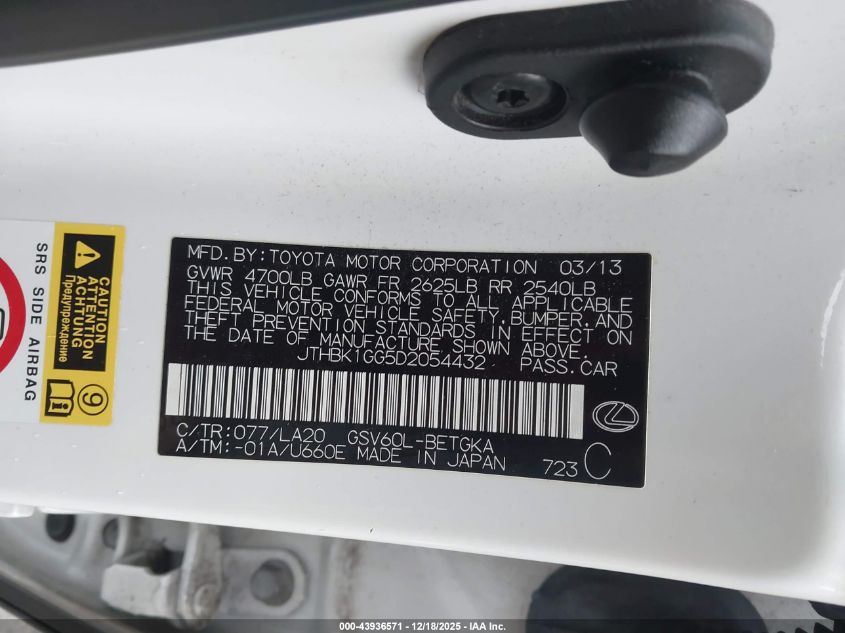 MFD. BY: TOYOTA MOTOR CORPORATION 03/13
GVWR 4700LB GAWR FR 2625LB RR 2540LB
THIS VEHICLE CONFORMS TO ALL APPLICABLE
FEDERAL MOTOR VEHICLE SAFETY, BUMPER, AND
THEFT PREVENTION STANDARDS IN EFFECT ON
THE DATE OF MANUFACTURE SHOWN ABOVE.
JTHBK1GG5D2054432 PASS. CAR
C/TR: 077/LA20 GSV60L-BETGKA
A/TM: -01A/U660E MADE IN JAPAN 723 C
SRS SIDE AIRBAG
CAUTION
ATTENTION
ACHTUNG
Предупреждение
9
000-43936571 - 12/18/2025 - IAA Inc.